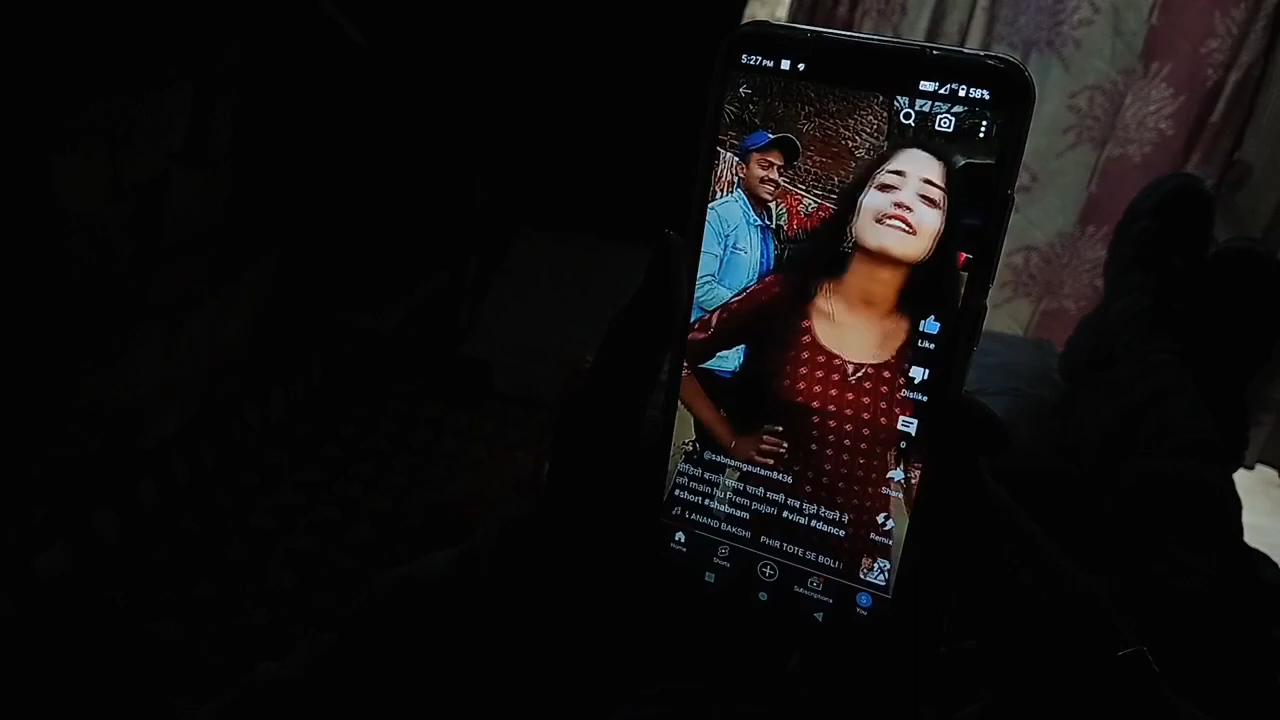 5:27 PM 58%
Like
Dislike
0
@sabnamgautam8436
वीडियो बनाते समय चाची मम्मी सब मुझे देखने ने
लगे main hu Prem pujari #viral #dance
#short #shabnam
ANAND BAKSHI PHIR TOTE SE BOLI
Share
Remix
Home
Shorts
Subscriptions
You
S